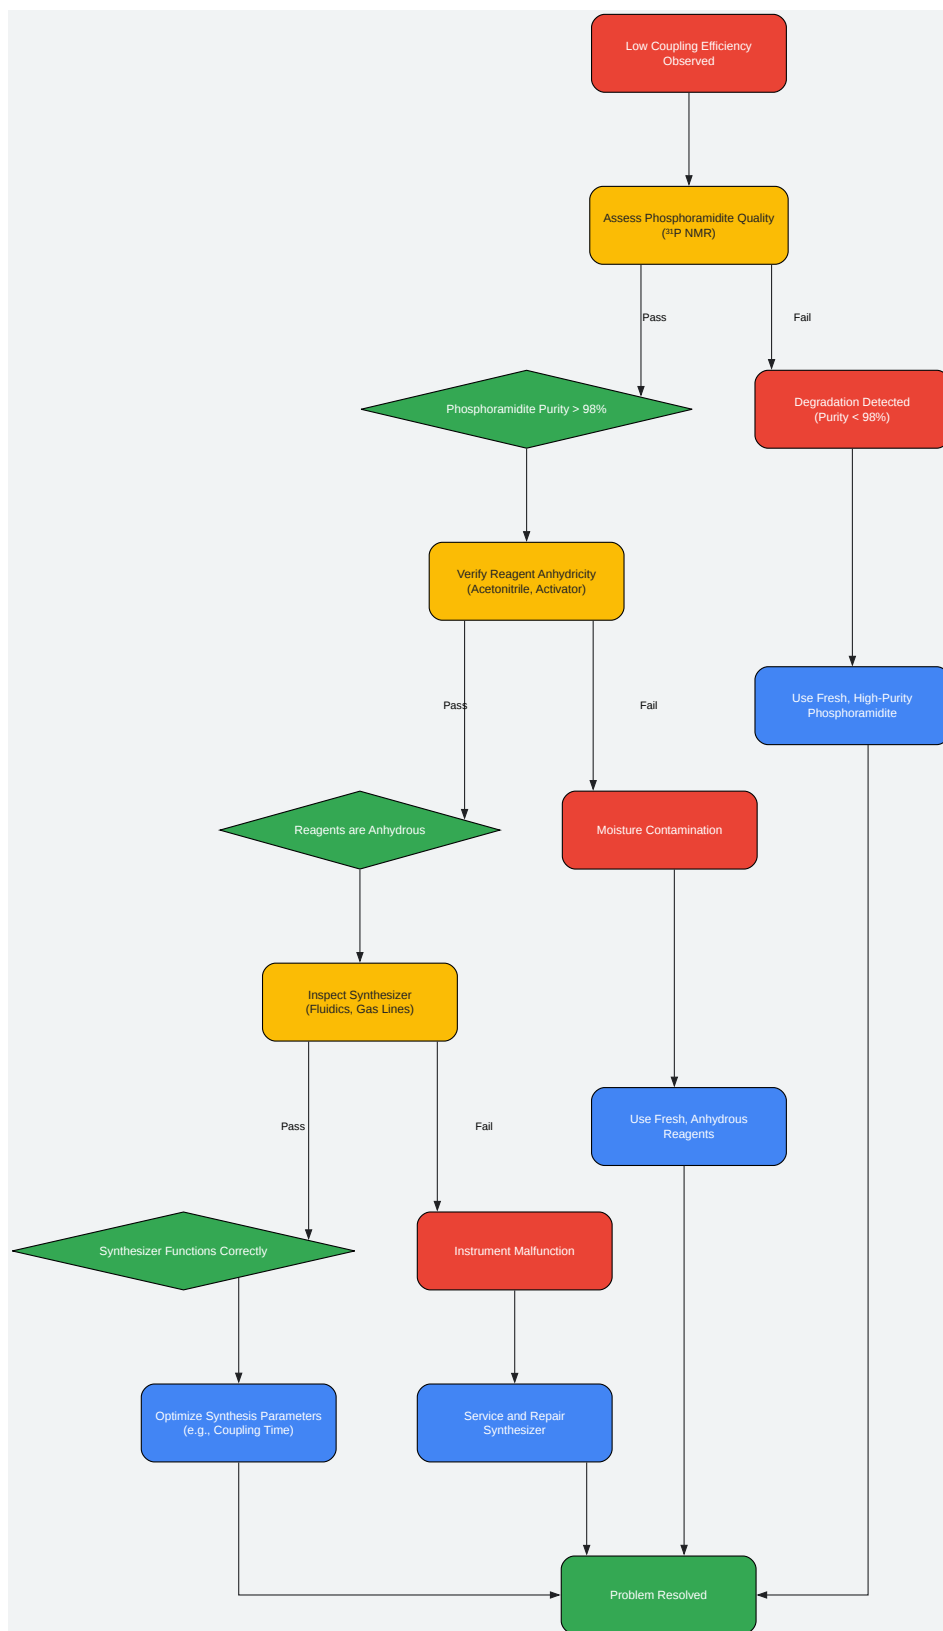 Low Coupling Efficiency
Observed
Assess Phosphoramidite Quality
(³¹P NMR)
Pass
Fail
Phosphoramidite Purity > 98%
Degradation Detected
(Purity < 98%)
Verify Reagent Anhydricity
(Acetonitrile, Activator)
Pass
Fail
Use Fresh, High-Purity
Phosphoramidite
Reagents are Anhydrous
Moisture Contamination
Inspect Synthesizer
(Fluidics, Gas Lines)
Pass
Fail
Use Fresh, Anhydrous
Reagents
Synthesizer Functions Correctly
Instrument Malfunction
Optimize Synthesis Parameters
(e.g., Coupling Time)
Service and Repair
Synthesizer
Problem Resolved